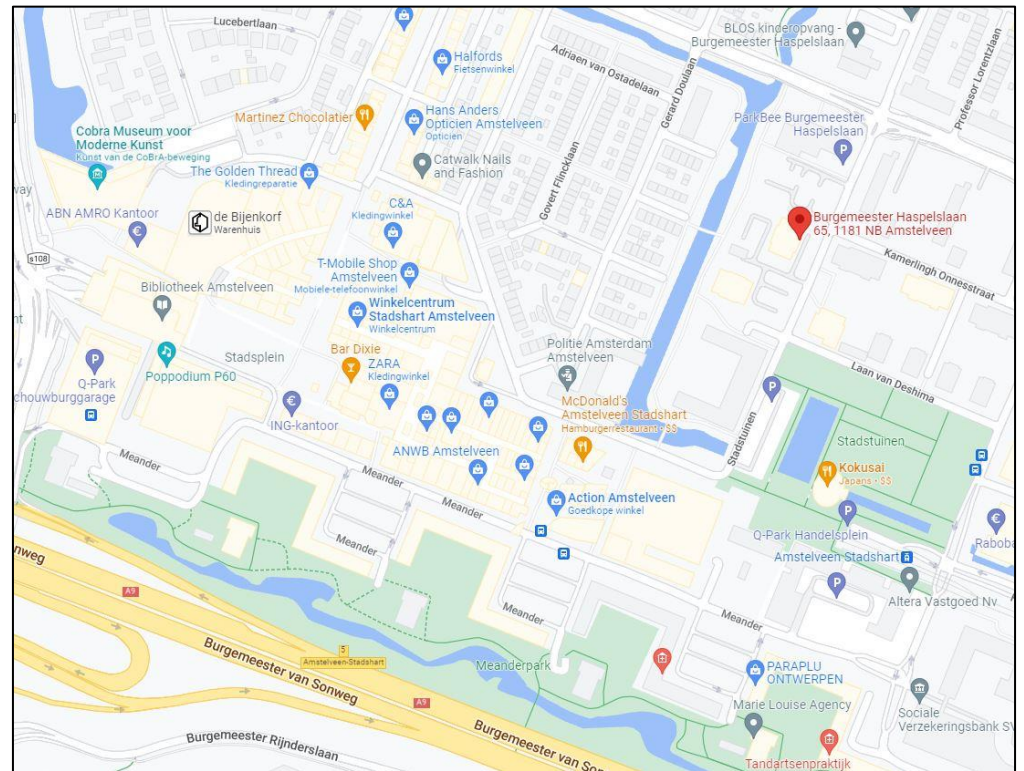 Lucebertlaan
BLOS kinderopvang -
Burgemeester Haspelslaan
Halfords
Fietsenwinkel
Adriaen van Ostadelaan
Gerard Doulaan
Professor Lorentzlaan
Martinez Chocolatier
Hans Anders
Opticien Amstelveen
Opticien
ParkBee Burgemeester
Haspelslaan
P
Cobra Museum voor
Moderne Kunst
Kunst van de CoBrA-beweging
The Golden Thread
Kledingreparatie
Catwalk Nails
and Fashion
Govert Flincklaan
way
ABN AMRO Kantoor
€
de Bijenkorf
Warenhuis
C&A
Kledingwinkel
Burgemeester Haspelslaan
65, 1181 NB Amstelveen
Kamerlingh Onnesstraat
s108
T-Mobile Shop
Amstelveen
Mobiele-telefoonwinkel
Bibliotheek Amstelveen
Winkelcentrum
Stadshart Amstelveen
Winkelcentrum
nt
Stadsplein
Bar Dixie
ZARA
Kledingwinkel
Politie Amsterdam
Amstelveen
Laan van Deshima
P
Q-Park
chouwburggarage
Poppodium P60
€
ING-kantoor
McDonald's
Amstelveen Stadshart
Hamburgerrestaurant • $$
P
Stadstuinen
Stadstuinen
ANWB Amstelveen
Kokusai
Japans • $$
Meander
Meander
Action Amstelveen
Goedkope winkel
P
Q-Park Handelsplein
€
Raboba
Meander
Meander
Amstelveen Stadshart
P
Altera Vastgoed Nv
nweg
A9
Meander
Meander
Burgemeester van Sonweg
5
Amstelveen-Stadshart
Meanderpark
PARAPLU
ONTWERPEN
A9
Marie Louise Agency
Sociale
Verzekeringsbank SV
Burgemeester Rijnderslaan
Burgemeester van Son
Tandartsenpraktijk